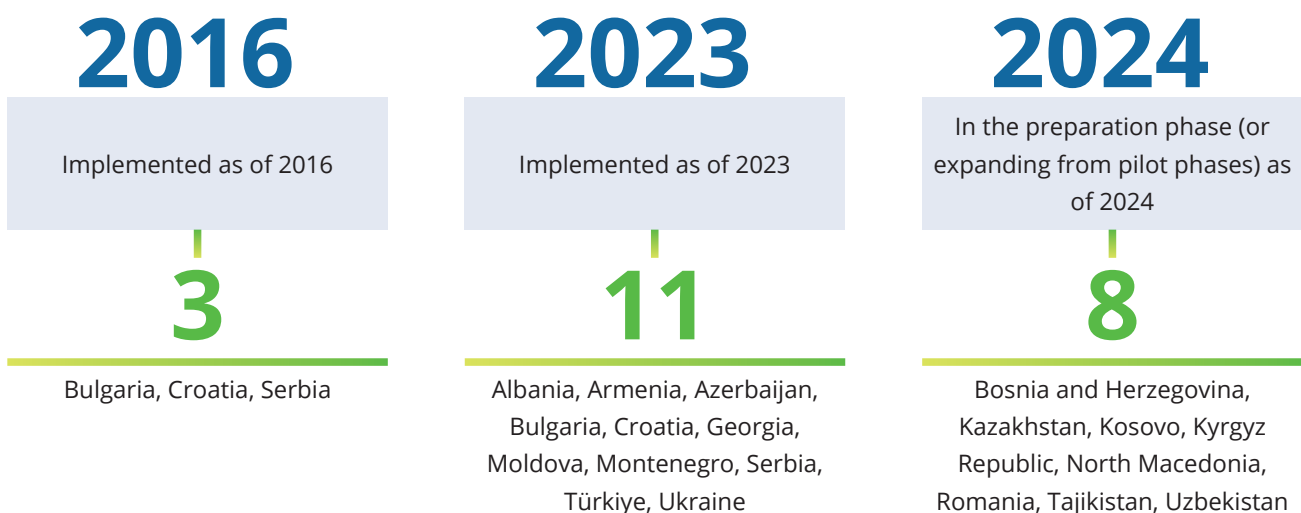 2016
Implemented as of 2016
3
Bulgaria, Croatia, Serbia
2023
Implemented as of 2023
11
Albania, Armenia, Azerbaijan,
Bulgaria, Croatia, Georgia,
Moldova, Montenegro, Serbia,
Türkiye, Ukraine
2024
In the preparation phase (or
expanding from pilot phases) as
of 2024
8
Bosnia and Herzegovina,
Kazakhstan, Kosovo, Kyrgyz
Republic, North Macedonia,
Romania, Tajikistan, Uzbekistan